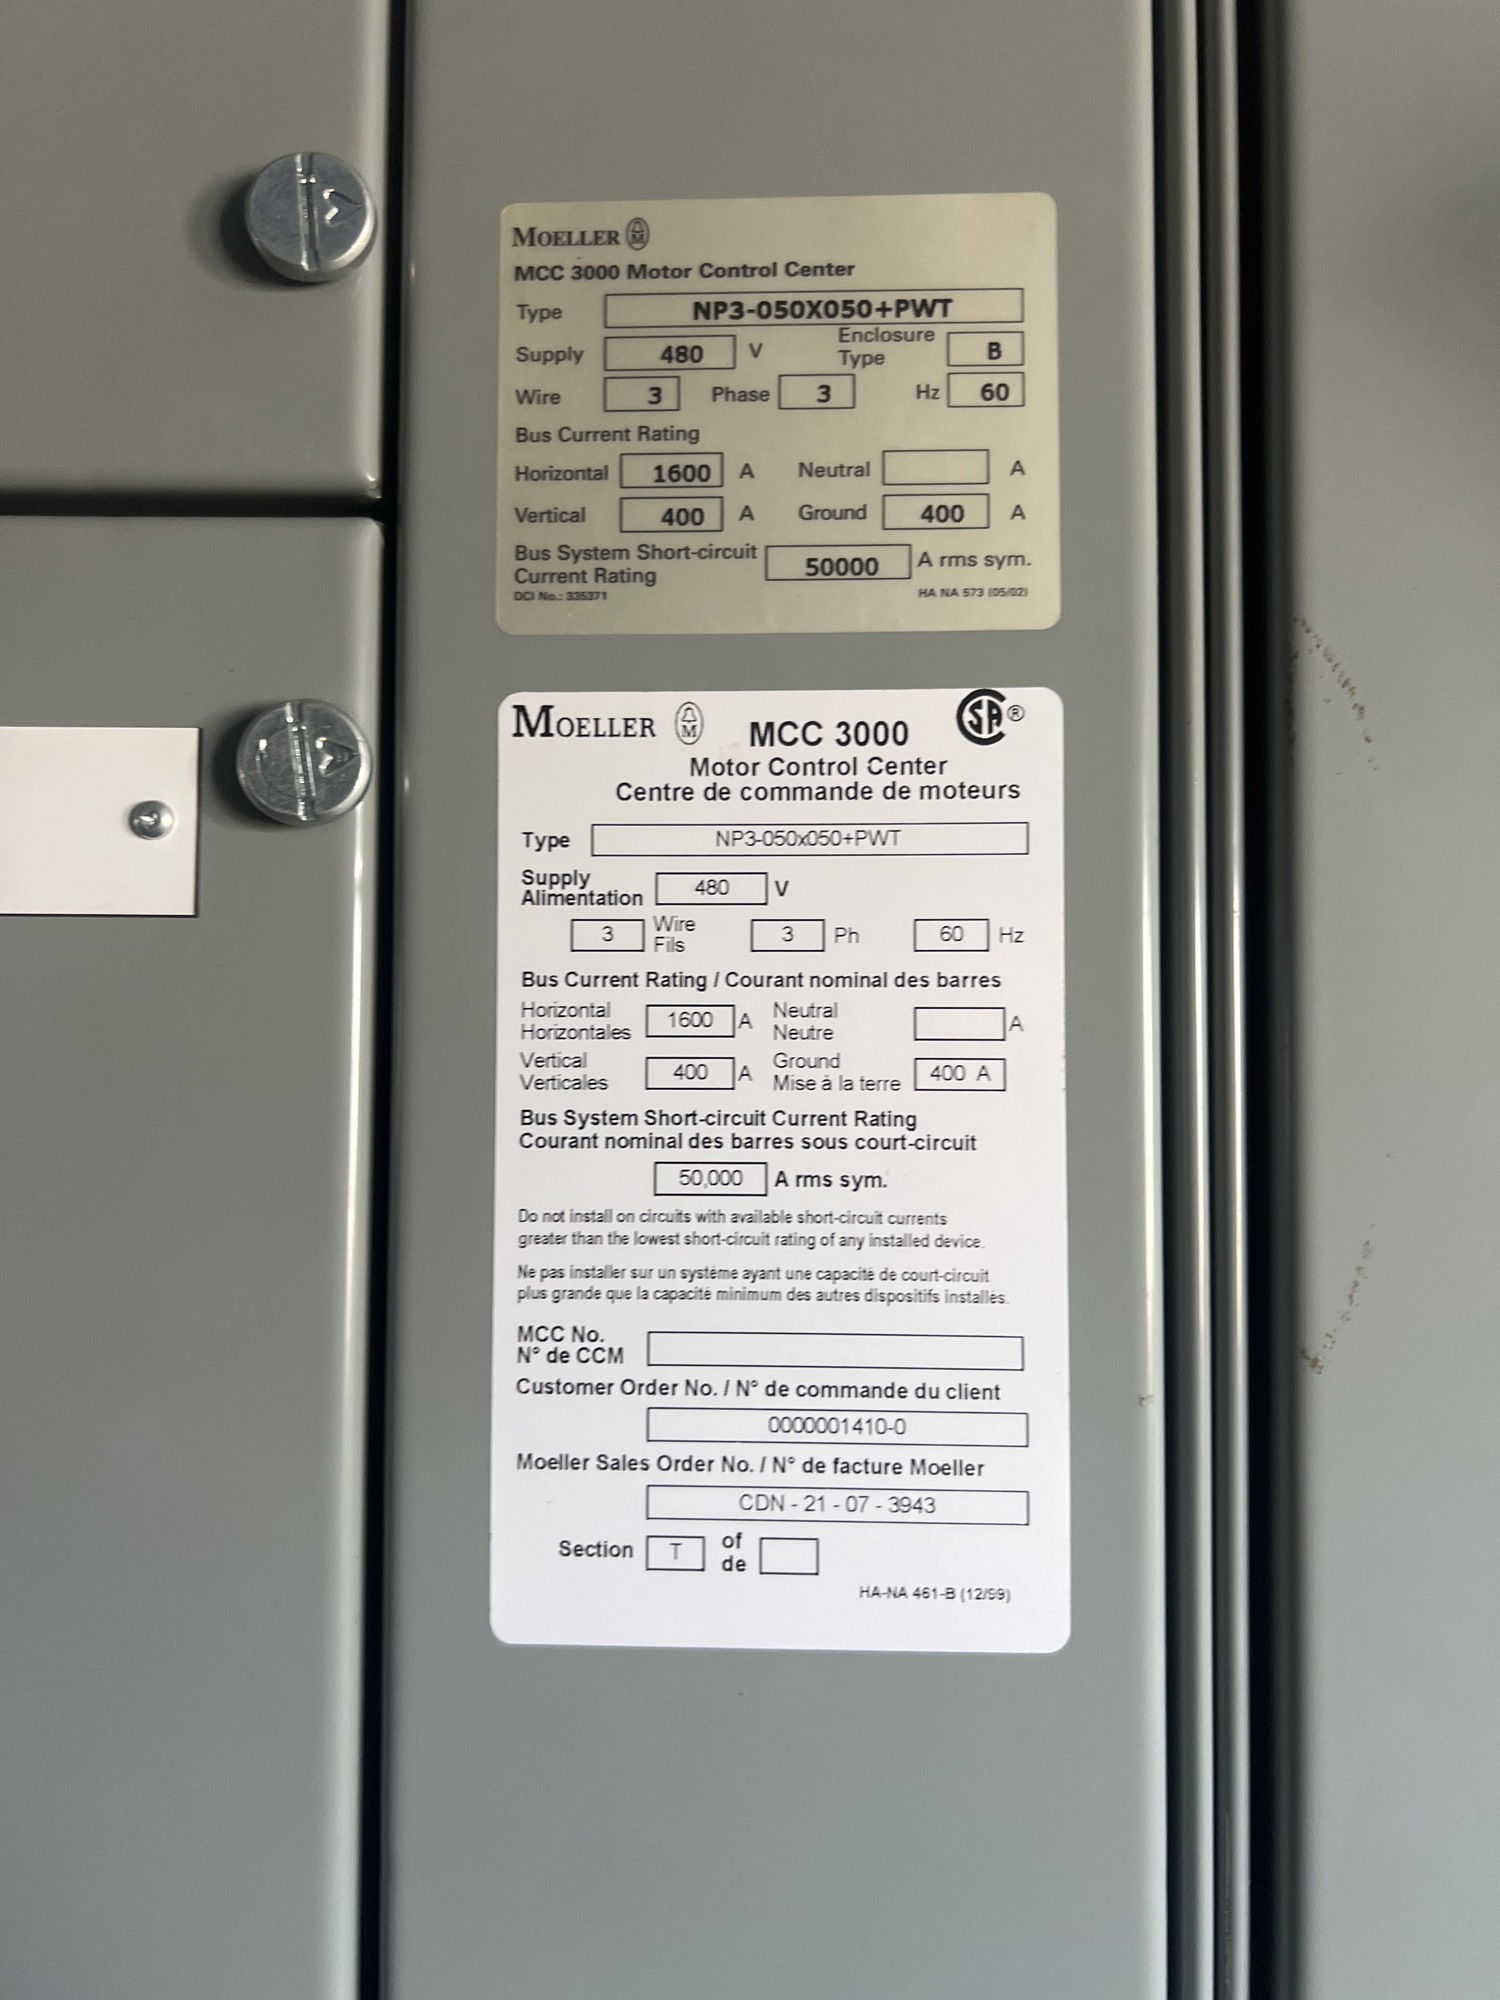 MOELLER
MCC 3000 Motor Control Center
Type NP3-050X050+PWT
Supply 480 V Enclosure Type B
Wire 3 Phase 3 Hz 60
Bus Current Rating
Horizontal 1600 A Neutral A
Vertical 400 A Ground 400 A
Bus System Short-circuit
Current Rating 50000 A rms sym.
DCI No.: 335371 HA NA 573 (05/02)
MOELLER MCC 3000 CSA ®
Motor Control Center
Centre de commande de moteurs
Type NP3-050x050+PWT
Supply
Alimentation 480 V
3 Wire Fils 3 Ph 60 Hz
Bus Current Rating / Courant nominal des barres
Horizontal
Horizontales 1600 A Neutral Neutre A
Vertical
Verticales 400 A Ground Mise à la terre 400 A
Bus System Short-circuit Current Rating
Courant nominal des barres sous court-circuit
50,000 A rms sym.
Do not install on circuits with available short-circuit currents
greater than the lowest short-circuit rating of any installed device.
Ne pas installer sur un système ayant une capacité de court-circuit
plus grande que la capacité minimum des autres dispositifs installés.
MCC No.
N° de CCM
Customer Order No. / N° de commande du client
0000001410-0
Moeller Sales Order No. / N° de facture Moeller
CDN - 21 - 07 - 3943
Section T of de
HA-NA 461-B (12/99)